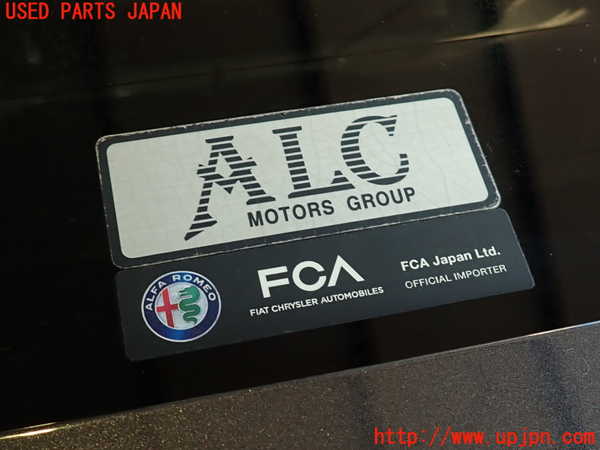 USED PARTS JAPAN
ALC
MOTORS GROUP
ALFA ROMEO
FCA
FIAT CHRYSLER AUTOMOBILES
FCA Japan Ltd.
OFFICIAL IMPORTER
http://www.upjpn.com